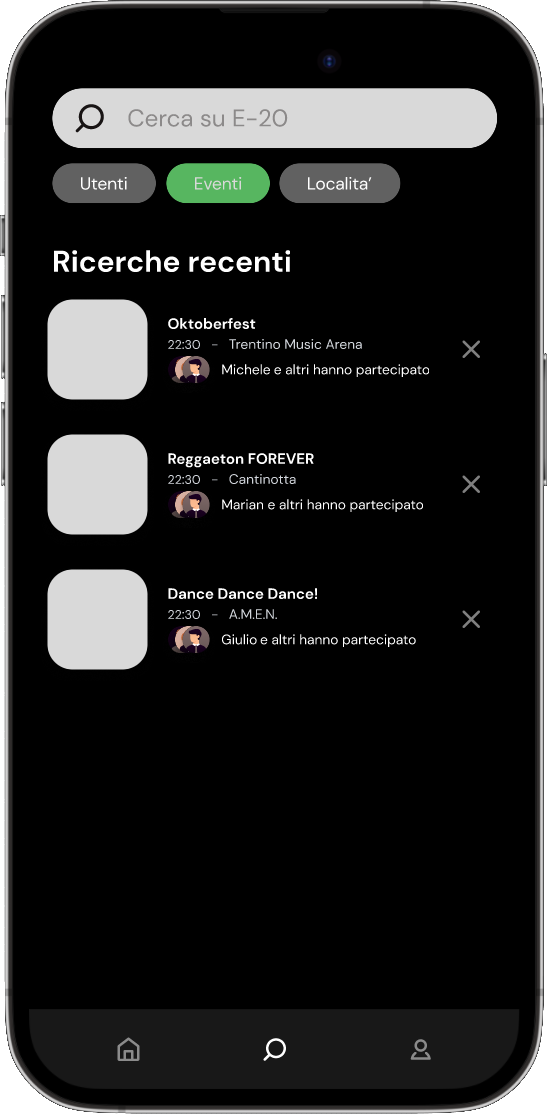 Cerca su E-20
Utenti Eventi Localita’
Ricerche recenti
Oktoberfest
22:30 - Trentino Music Arena
Michele e altri hanno partecipato
Reggaeton FOREVER
22:30 - Cantinotta
Marian e altri hanno partecipato
Dance Dance Dance!
22:30 - A.M.E.N.
Giulio e altri hanno partecipato